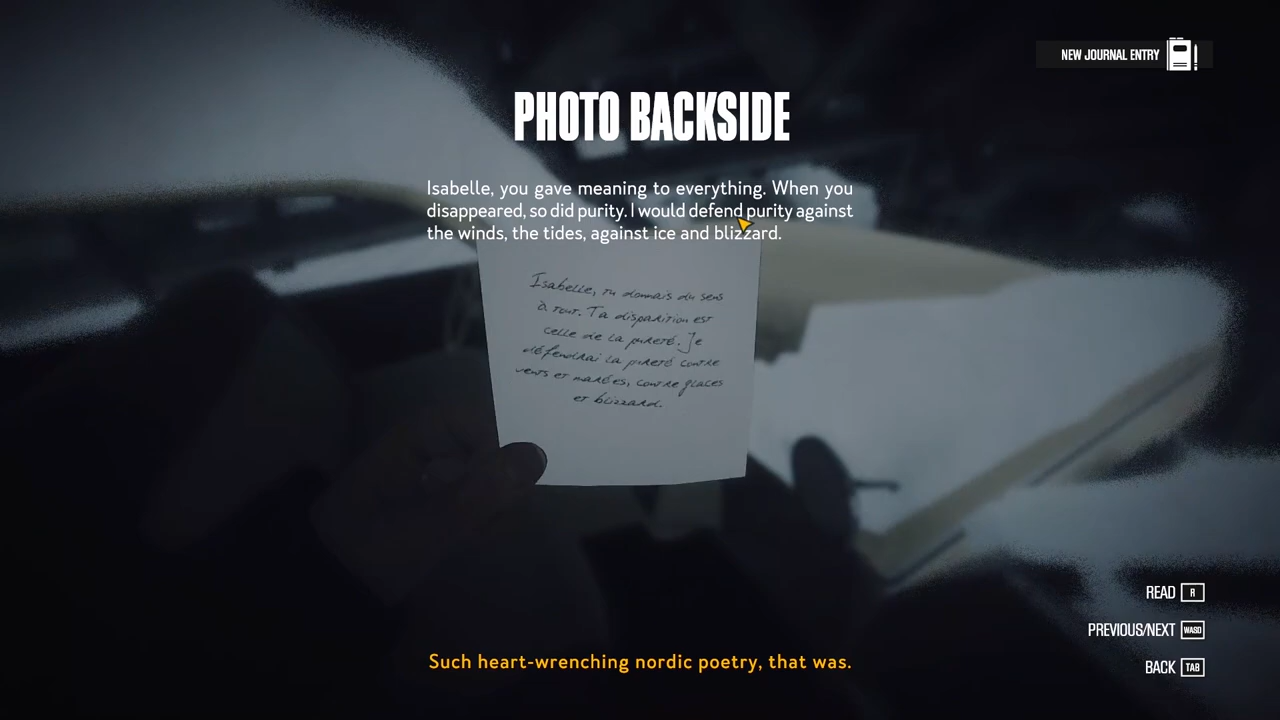 NEW JOURNAL ENTRY
PHOTO BACKSIDE
Isabelle, you gave meaning to everything. When you
disappeared, so did purity. I would defend purity against
the winds, the tides, against ice and blizzard.
Isabelle, tu donnais du sens
à tout. Ta disparition est
celle de la pureté. Je
défendrai la pureté contre
vents et marées, contre glaces
et blizzard.
READ R
PREVIOUS/NEXT WASD
BACK TAB
Such heart-wrenching nordic poetry, that was.